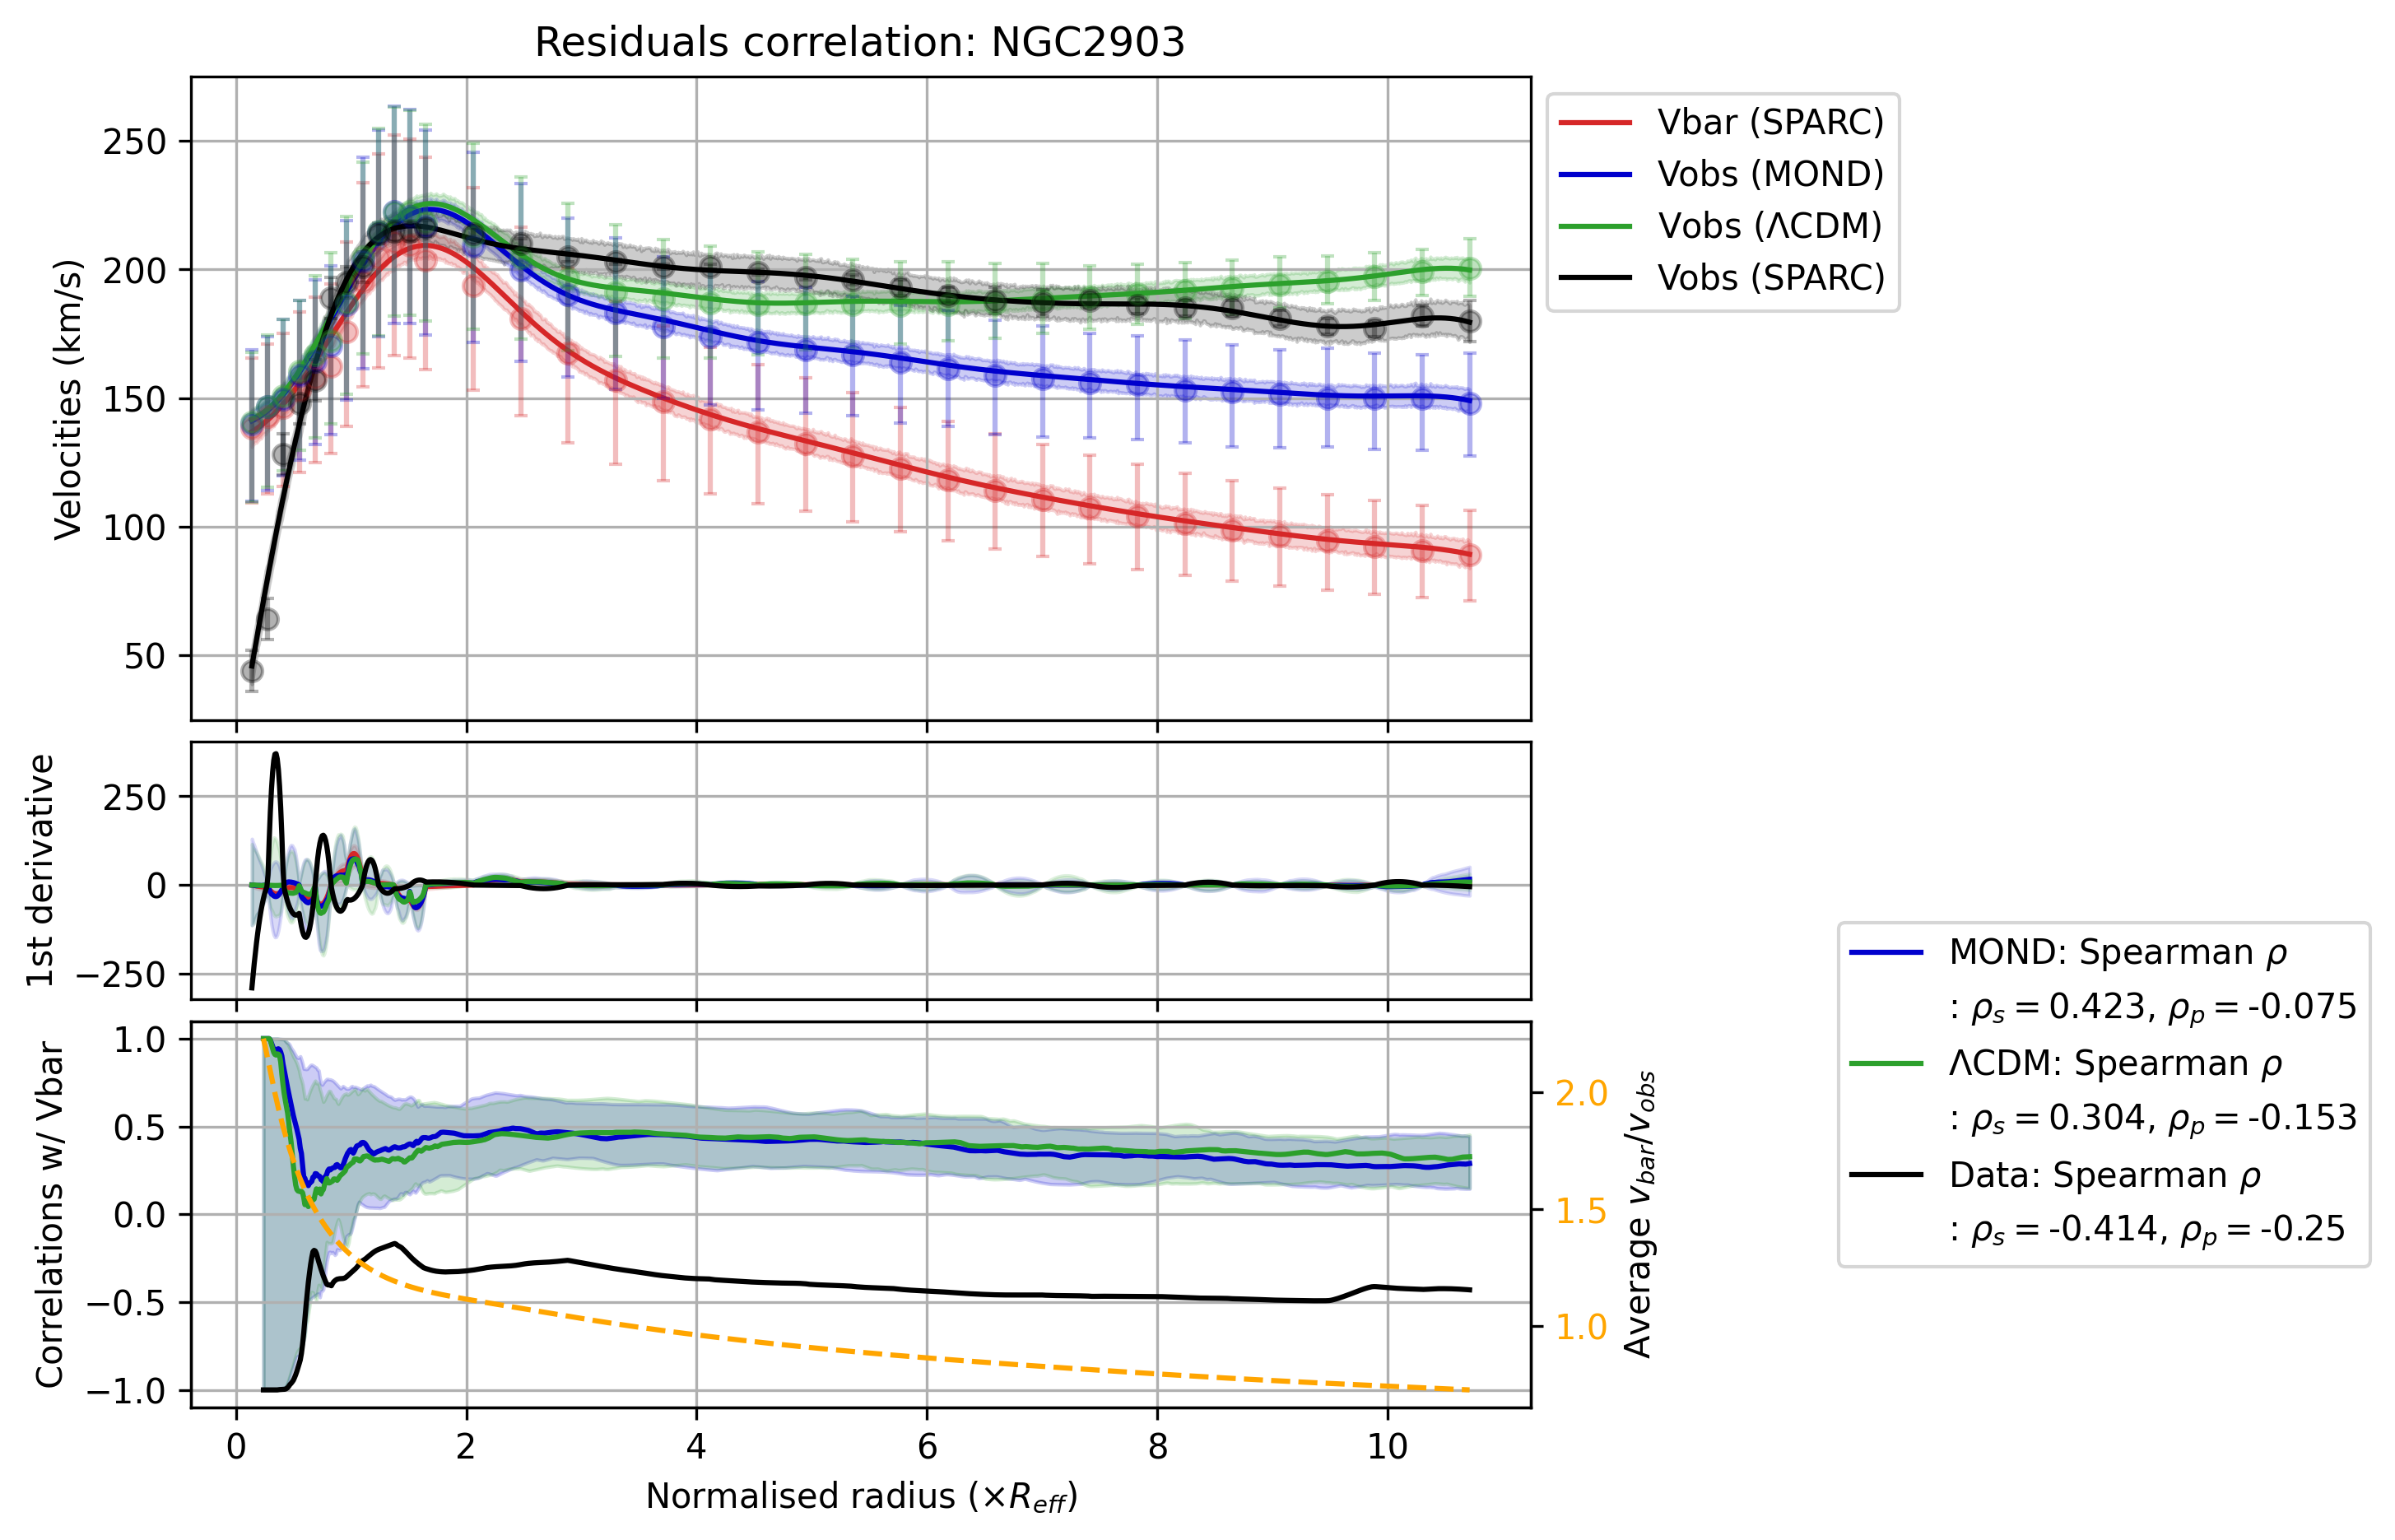 Residuals correlation: NGC2903
250
200
150
100
50
Velocities (km/s)
Vbar (SPARC)
Vobs (MOND)
Vobs (ΛCDM)
Vobs (SPARC)
250
0
−250
1st derivative
1.0
0.5
0.0
−0.5
−1.0
Correlations w/ Vbar
2.0
1.5
1.0
Average v_bar/v_obs
MOND: Spearman ρ
: ρ_s = 0.423, ρ_p = -0.075
ΛCDM: Spearman ρ
: ρ_s = 0.304, ρ_p = -0.153
Data: Spearman ρ
: ρ_s = -0.414, ρ_p = -0.25
0 2 4 6 8 10
Normalised radius (×R_eff)